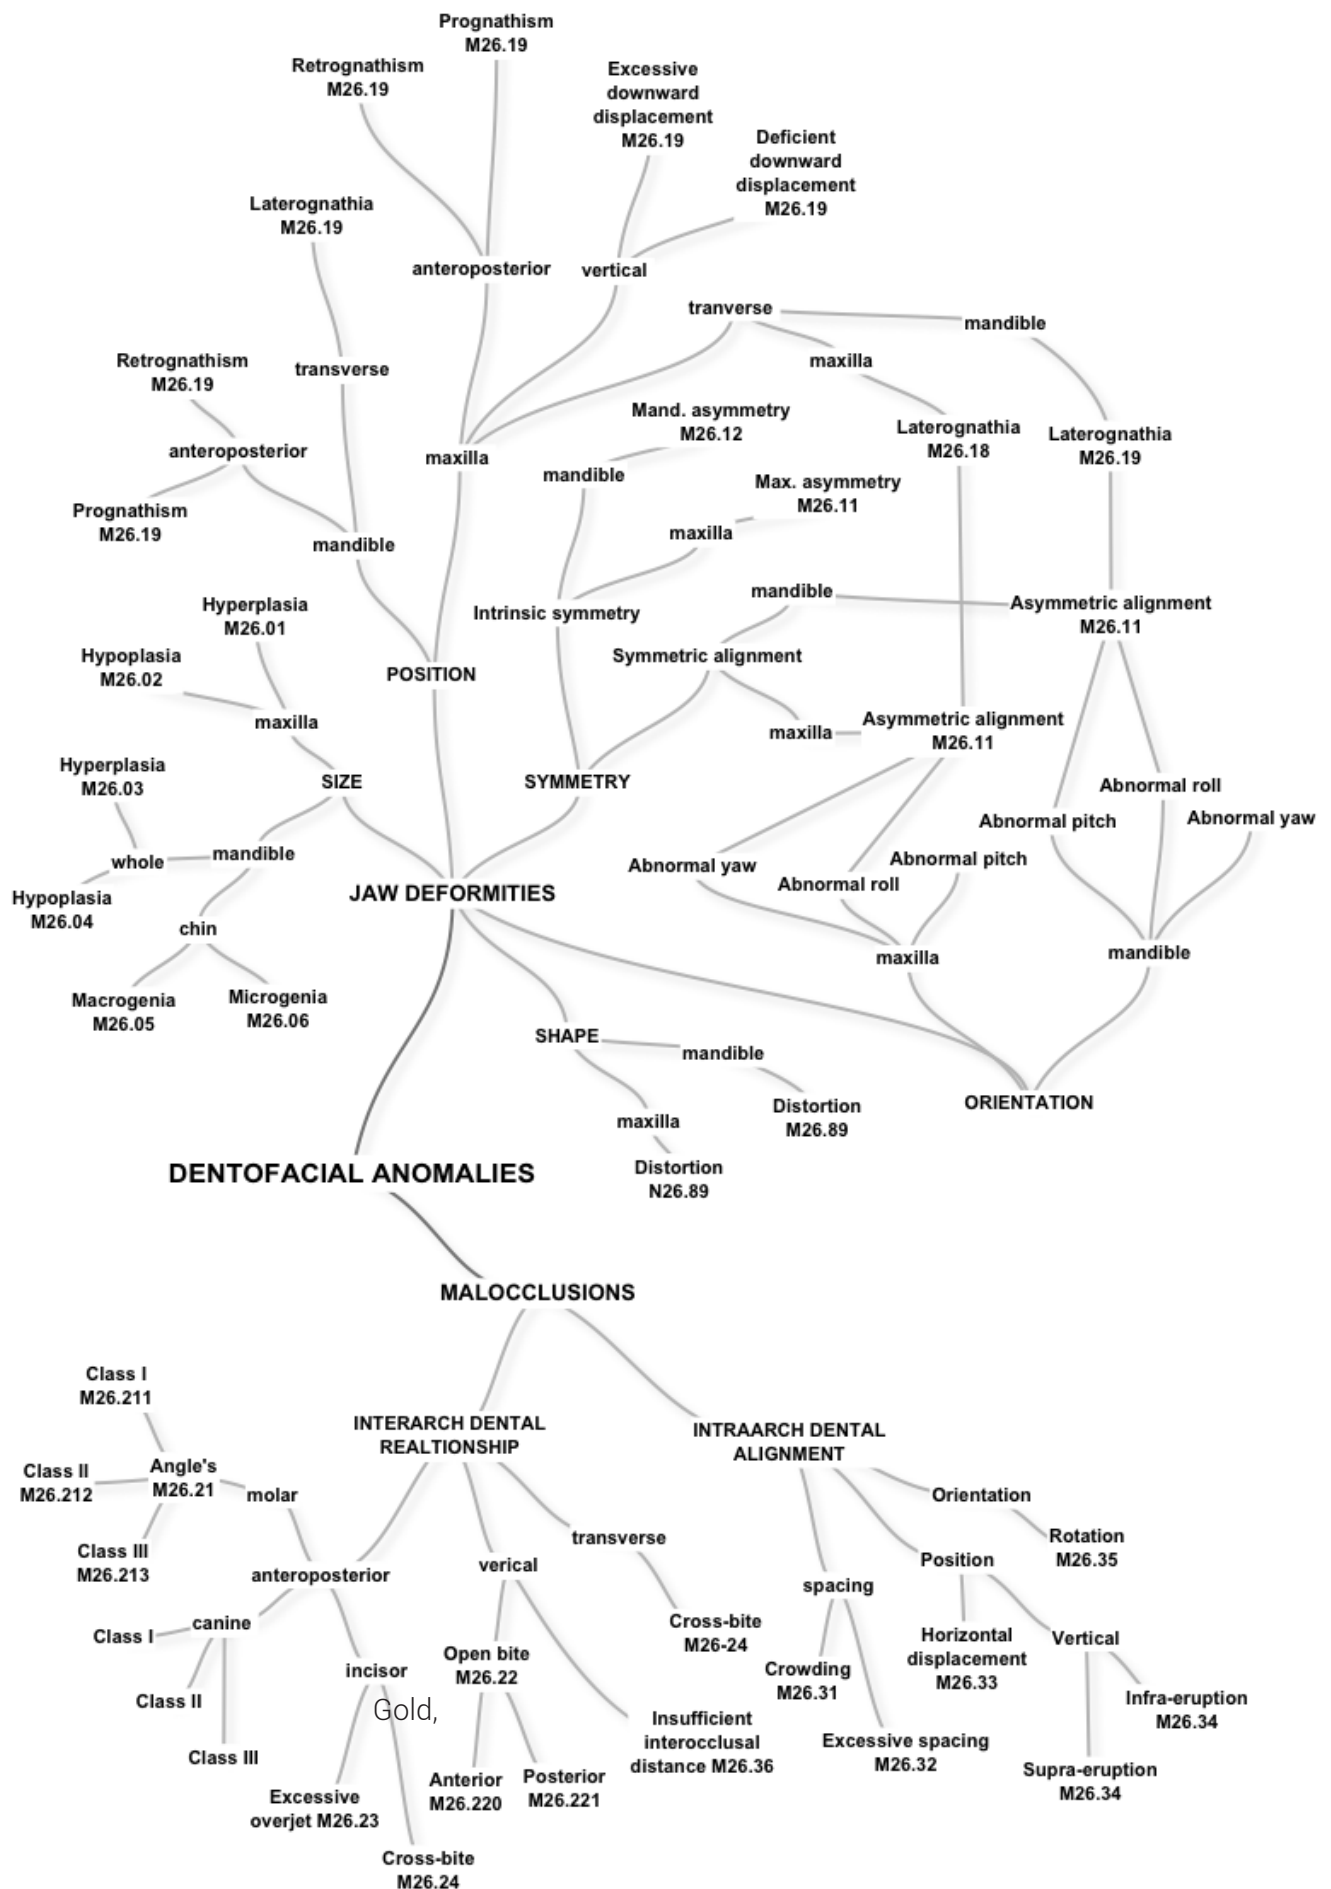 Prognathism
M26.19
Retrognathism
M26.19
Excessive
downward
displacement
M26.19
Deficient
downward
displacement
M26.19
Laterognathia
M26.19
anteroposterior
vertical
tranverse
mandible
maxilla
Retrognathism
M26.19
transverse
Mand. asymmetry
M26.12
Laterognathia
M26.18
Laterognathia
M26.19
anteroposterior
maxilla
mandible
Max. asymmetry
M26.11
Prognathism
M26.19
maxilla
mandible
mandible
Asymmetric alignment
M26.11
Hyperplasia
M26.01
Intrinsic symmetry
Hypoplasia
M26.02
Symmetric alignment
POSITION
maxilla
maxilla
Asymmetric alignment
M26.11
Hyperplasia
M26.03
SIZE
SYMMETRY
Abnormal roll
Abnormal pitch
Abnormal yaw
whole
mandible
Abnormal yaw
Abnormal pitch
Abnormal roll
Hypoplasia
M26.04
JAW DEFORMITIES
chin
maxilla
mandible
Macrogenia
M26.05
Microgenia
M26.06
SHAPE
mandible
maxilla
Distortion
M26.89
ORIENTATION
Distortion
N26.89
DENTOFACIAL ANOMALIES
MALOCCLUSIONS
Class I
M26.211
INTERARCH DENTAL
REALTIONSHIP
INTRAARCH DENTAL
ALIGNMENT
Class II
M26.212
Angle's
M26.21
molar
Orientation
Class III
M26.213
transverse
Rotation
M26.35
anteroposterior
verical
Position
spacing
canine
Class I
Cross-bite
M26-24
Horizontal
displacement
M26.33
Vertical
Open bite
M26.22
incisor
Crowding
M26.31
Class II
Gold,
Infra-eruption
M26.34
Insufficient
interocclusal
distance M26.36
Class III
Excessive spacing
M26.32
Supra-eruption
M26.34
Excessive
overjet M26.23
Anterior
M26.220
Posterior
M26.221
Cross-bite
M26.24